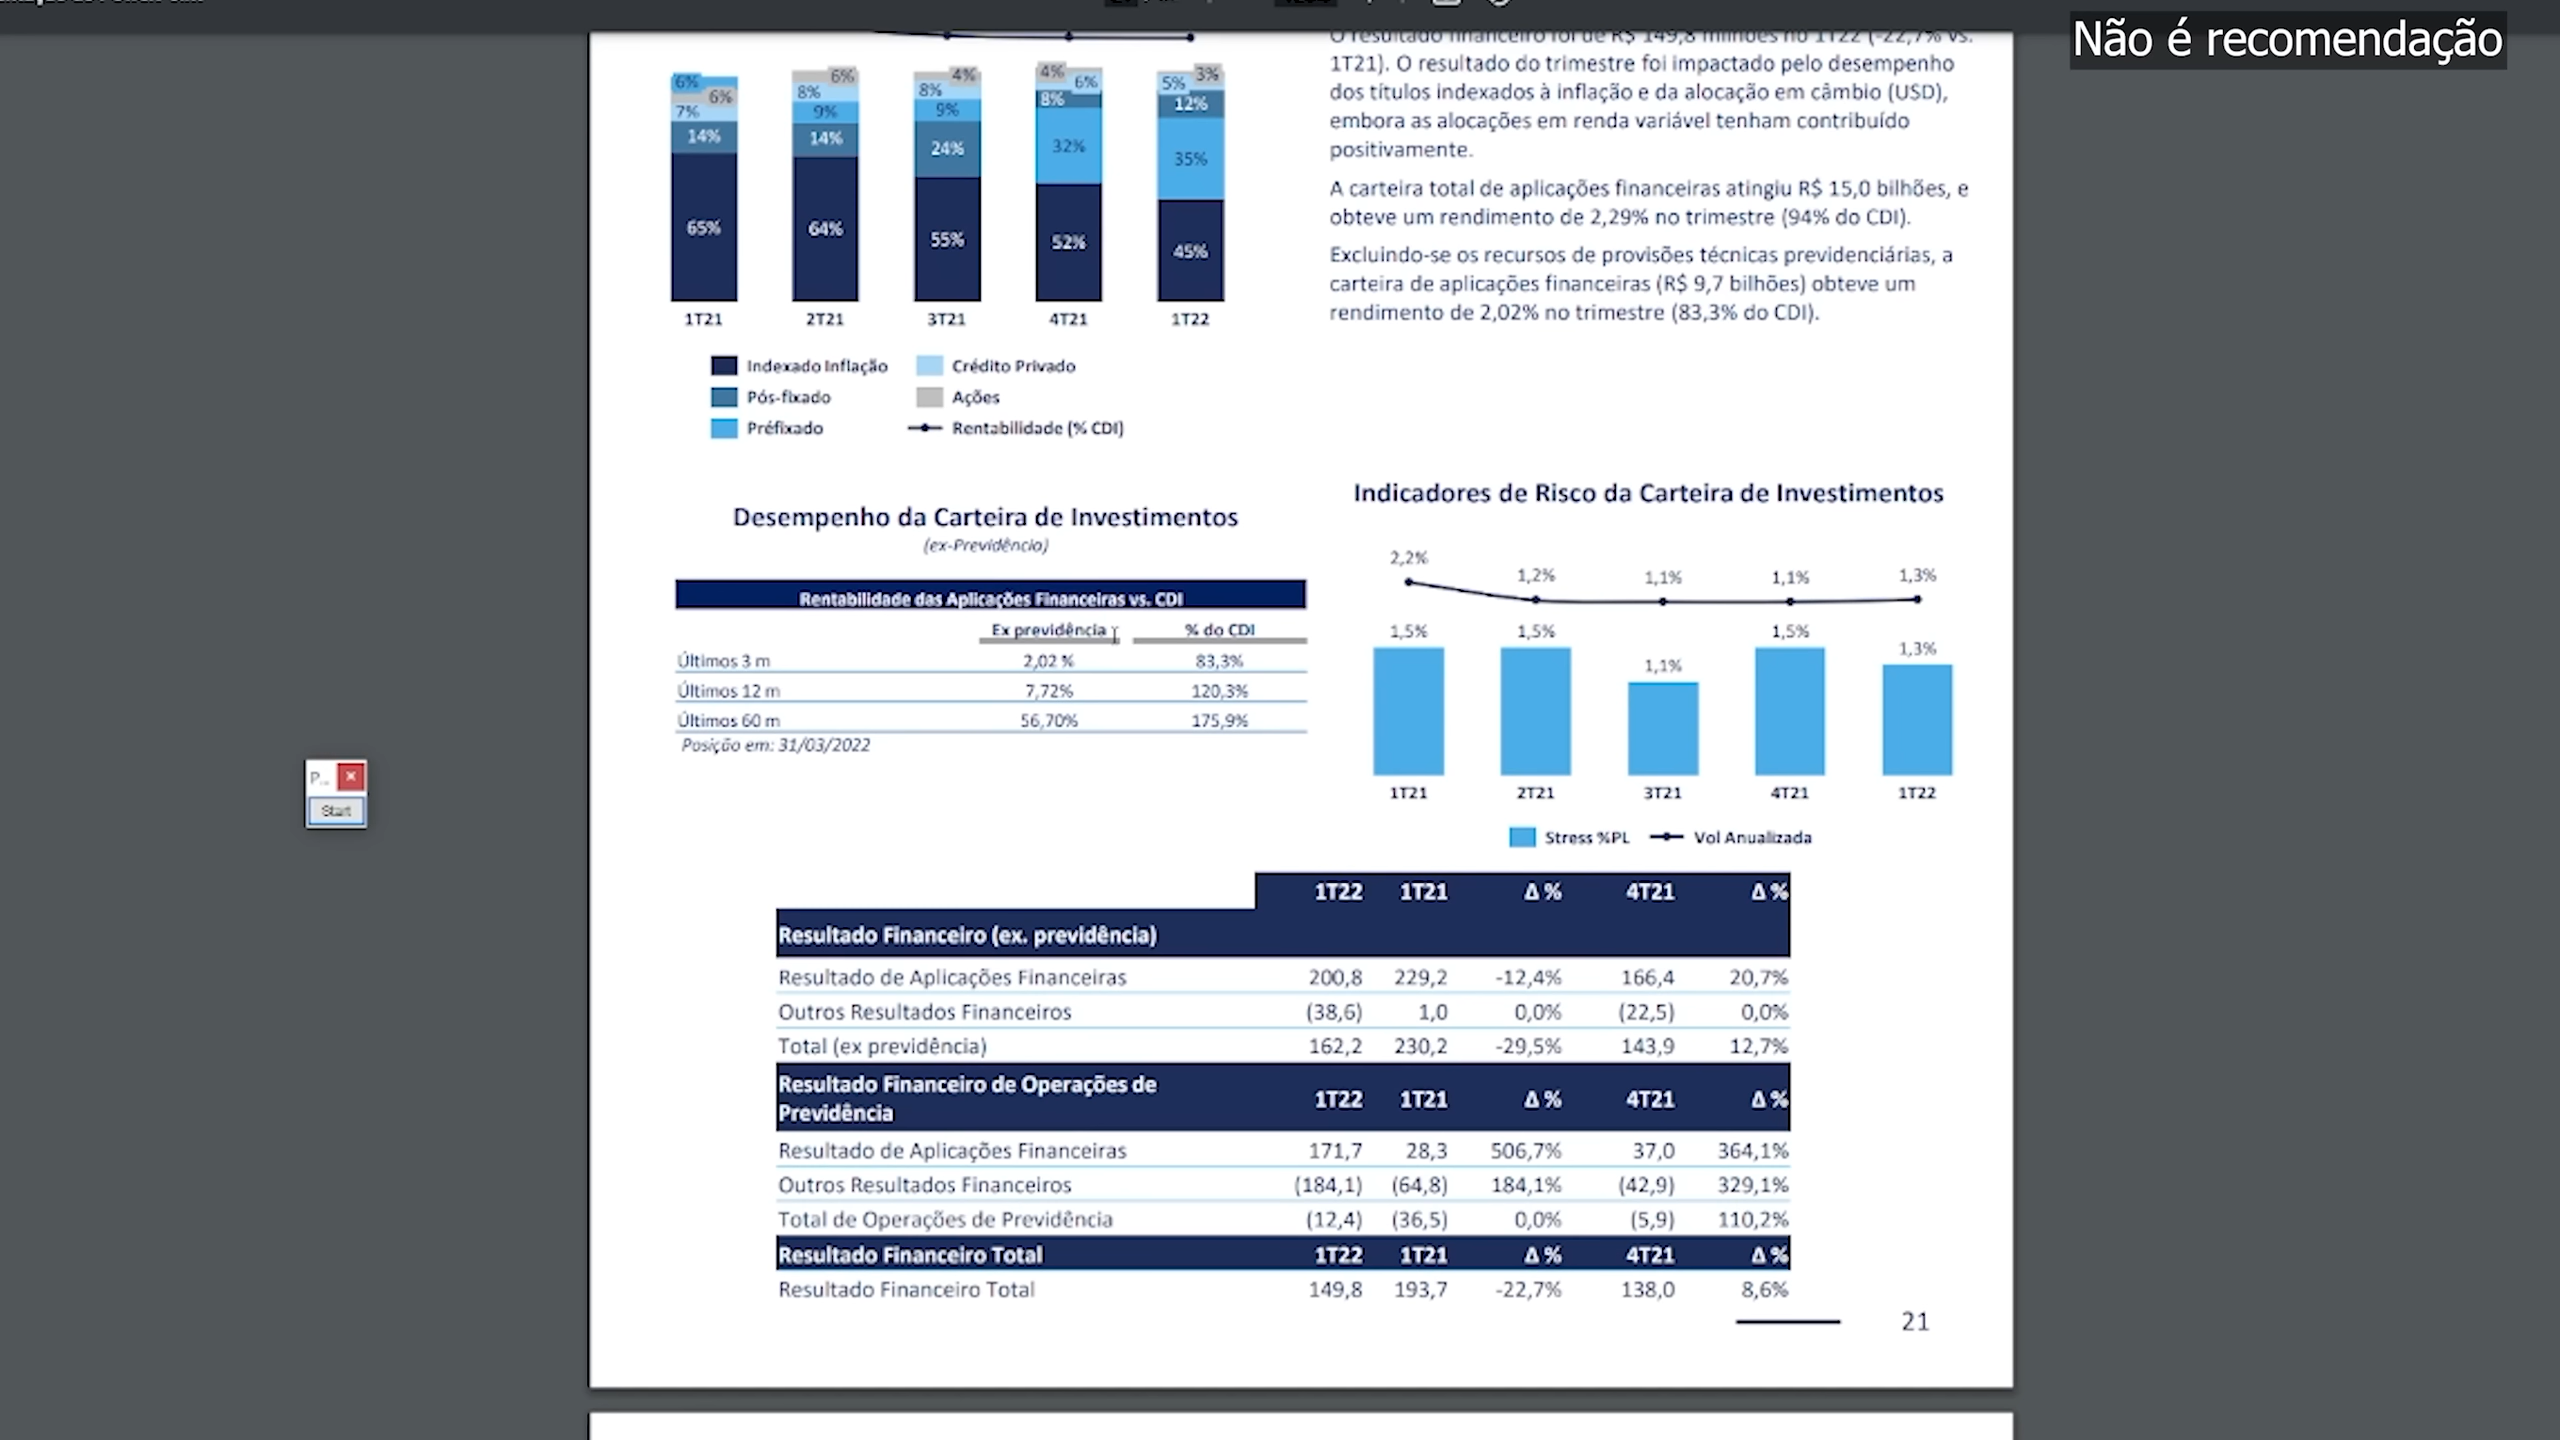 Não é recomendação
O resultado financeiro foi de R$ 149,8 milhões no 1T22 (-22,7% vs.
1T21). O resultado do trimestre foi impactado pelo desempenho
dos títulos indexados à inflação e da alocação em câmbio (USD),
embora as alocações em renda variável tenham contribuído
positivamente.
A carteira total de aplicações financeiras atingiu R$ 15,0 bilhões, e
obteve um rendimento de 2,29% no trimestre (94% do CDI).
Excluindo-se os recursos de provisões técnicas previdenciárias, a
carteira de aplicações financeiras (R$ 9,7 bilhões) obteve um
rendimento de 2,02% no trimestre (83,3% do CDI).
6% 6% 4% 4% 6% 5% 3%
6% 8% 8% 8% 12%
7% 9% 9%
14% 14% 24% 32% 35%
65% 64% 55% 52% 45%
1T21 2T21 3T21 4T21 1T22
Indexado Inflação Crédito Privado
Pós-fixado Ações
Préfixado Rentabilidade (% CDI)
Desempenho da Carteira de Investimentos
(ex-Previdência)
Rentabilidade das Aplicações Financeiras vs. CDI
Ex previdência % do CDI
Últimos 3 m 2,02 % 83,3%
Últimos 12 m 7,72% 120,3%
Últimos 60 m 56,70% 175,9%
Posição em: 31/03/2022
Indicadores de Risco da Carteira de Investimentos
2,2% 1,2% 1,1% 1,1% 1,3%
1,5% 1,5% 1,1% 1,5% 1,3%
1T21 2T21 3T21 4T21 1T22
Stress %PL Vol Anualizada
P...
Start
1T22 1T21 Δ % 4T21 Δ %
Resultado Financeiro (ex. previdência)
Resultado de Aplicações Financeiras 200,8 229,2 -12,4% 166,4 20,7%
Outros Resultados Financeiros (38,6) 1,0 0,0% (22,5) 0,0%
Total (ex previdência) 162,2 230,2 -29,5% 143,9 12,7%
Resultado Financeiro de Operações de
Previdência 1T22 1T21 Δ % 4T21 Δ %
Resultado de Aplicações Financeiras 171,7 28,3 506,7% 37,0 364,1%
Outros Resultados Financeiros (184,1) (64,8) 184,1% (42,9) 329,1%
Total de Operações de Previdência (12,4) (36,5) 0,0% (5,9) 110,2%
Resultado Financeiro Total 1T22 1T21 Δ % 4T21 Δ %
Resultado Financeiro Total 149,8 193,7 -22,7% 138,0 8,6%
21